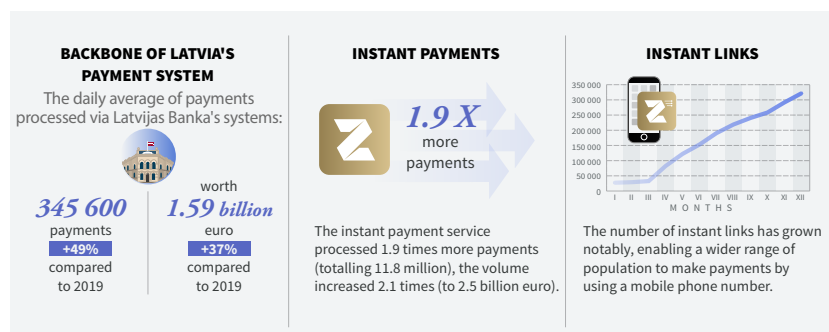 BACKBONE OF LATVIA'S
PAYMENT SYSTEM
The daily average of payments
processed via Latvijas Banka's systems:
345 600
payments
+49%
compared
to 2019
worth
1.59 billion
euro
+37%
compared
to 2019
INSTANT PAYMENTS
1.9 X
more
payments
The instant payment service
processed 1.9 times more payments
(totalling 11.8 million), the volume
increased 2.1 times (to 2.5 billion euro).
INSTANT LINKS
350 000
300 000
250 000
200 000
150 000
100 000
50 000
0
I II III IV V VI VII VIII IX X XI XII
MONTHS
The number of instant links has grown
notably, enabling a wider range of
population to make payments by
using a mobile phone number.